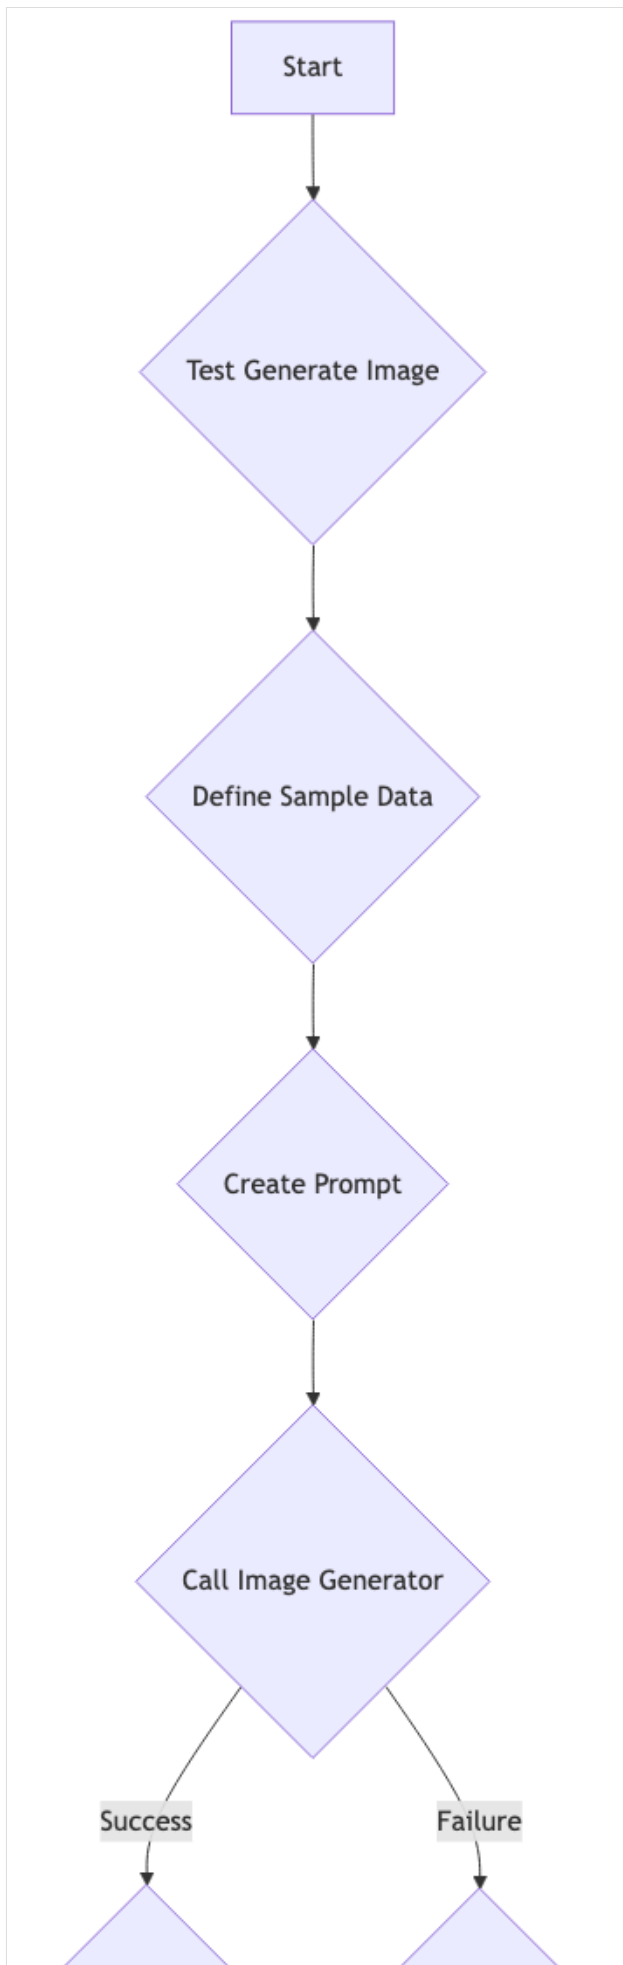 Start
Test Generate Image
Define Sample Data
Create Prompt
Call Image Generator
Success
Failure